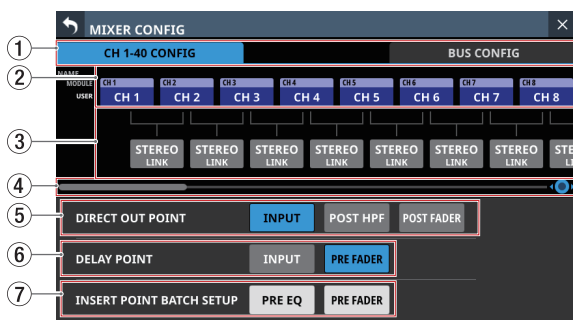 MIXER CONFIG
1 CH 1-40 CONFIG BUS CONFIG
2 NAME
MODULE CH 1 CH 2 CH 3 CH 4 CH 5 CH 6 CH 7 CH 8
USER CH 1 CH 2 CH 3 CH 4 CH 5 CH 6 CH 7 CH 8
3 STEREO STEREO STEREO STEREO STEREO STEREO STEREO STE
LINK LINK LINK LINK LINK LINK LINK
4
5 DIRECT OUT POINT INPUT POST HPF POST FADER
6 DELAY POINT INPUT PRE FADER
7 INSERT POINT BATCH SETUP PRE EQ PRE FADER